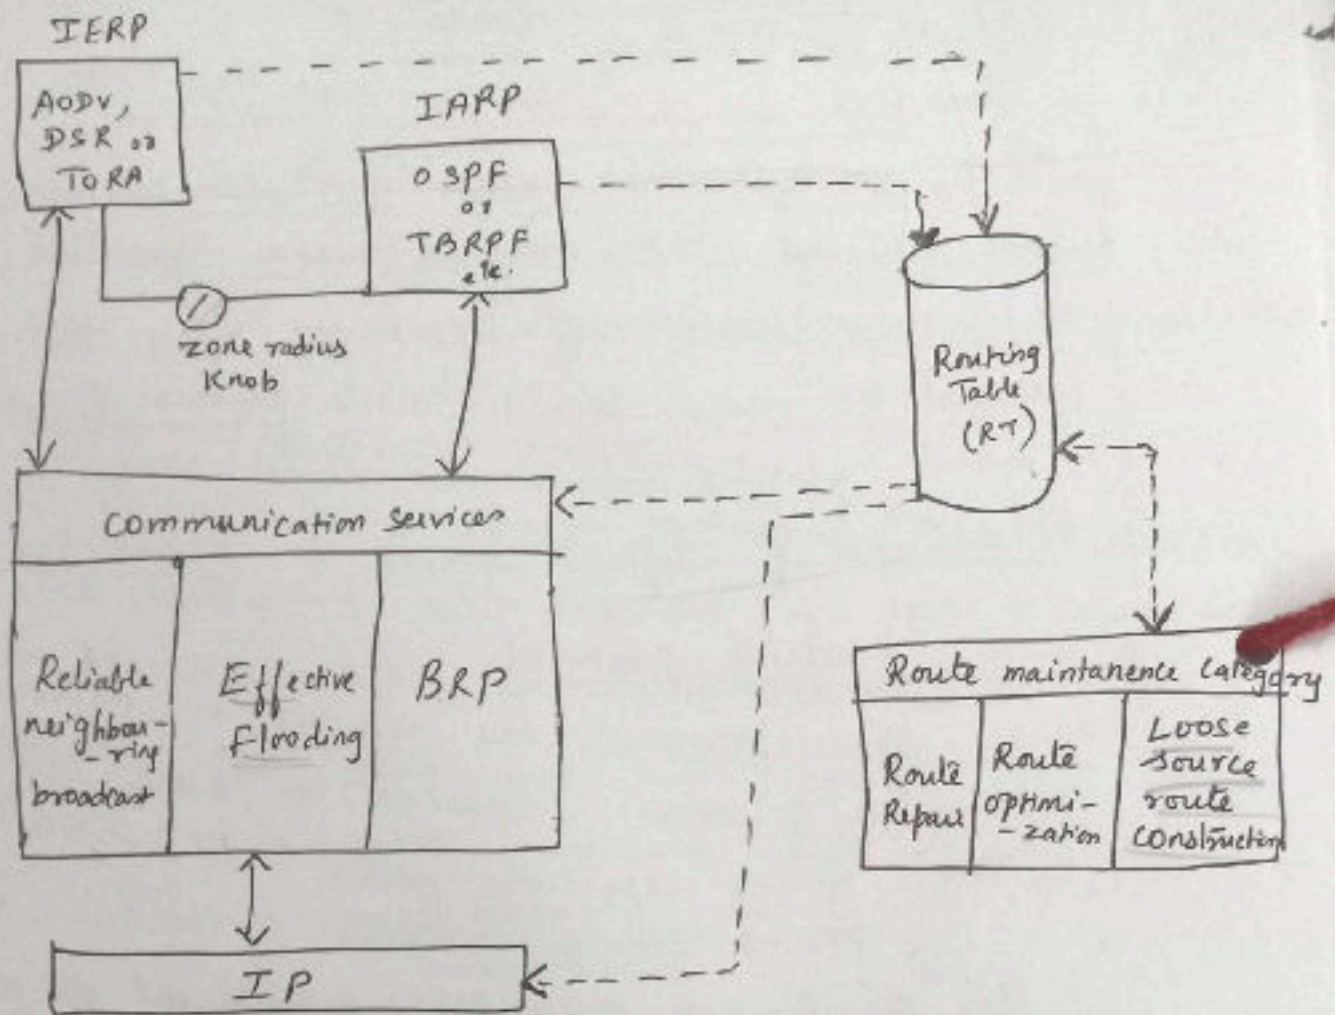 IERP
AODV,
DSR or
TORA
IARP
OSPF
or
TBRPF
etc.
zone radius
Knob
Routing
Table
(RT)
Communication Services
Reliable
neighbour-
-ring
broadcast
Effective
Flooding
BRP
Route maintanence Category
Route
Repair
Route
optimi-
-zation
Loose
source
route
construction
IP